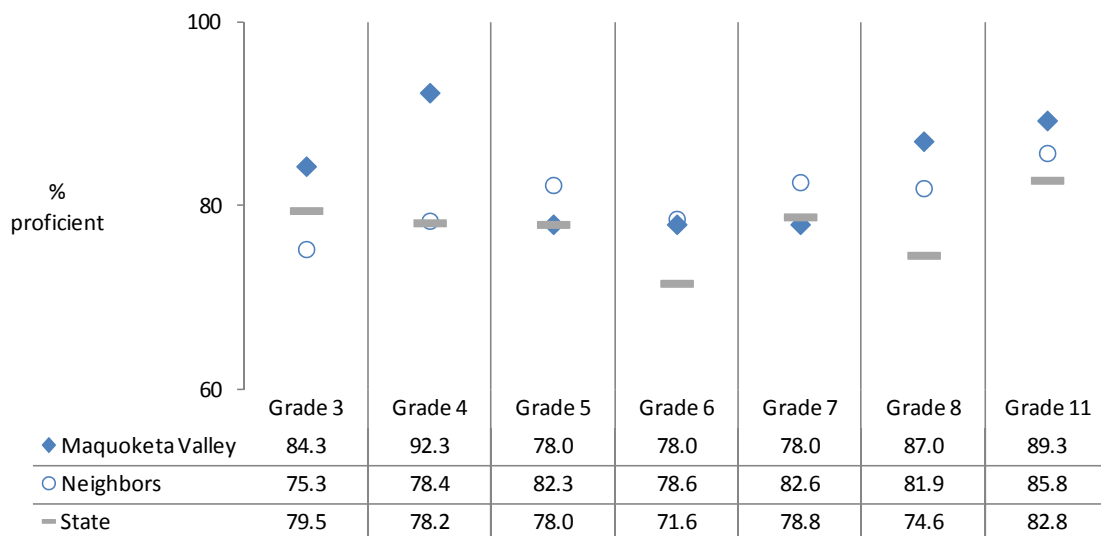 100
80
60
%
proficient
Grade 3 Grade 4 Grade 5 Grade 6 Grade 7 Grade 8 Grade 11
Maquoketa Valley 84.3 92.3 78.0 78.0 78.0 87.0 89.3
Neighbors 75.3 78.4 82.3 78.6 82.6 81.9 85.8
State 79.5 78.2 78.0 71.6 78.8 74.6 82.8